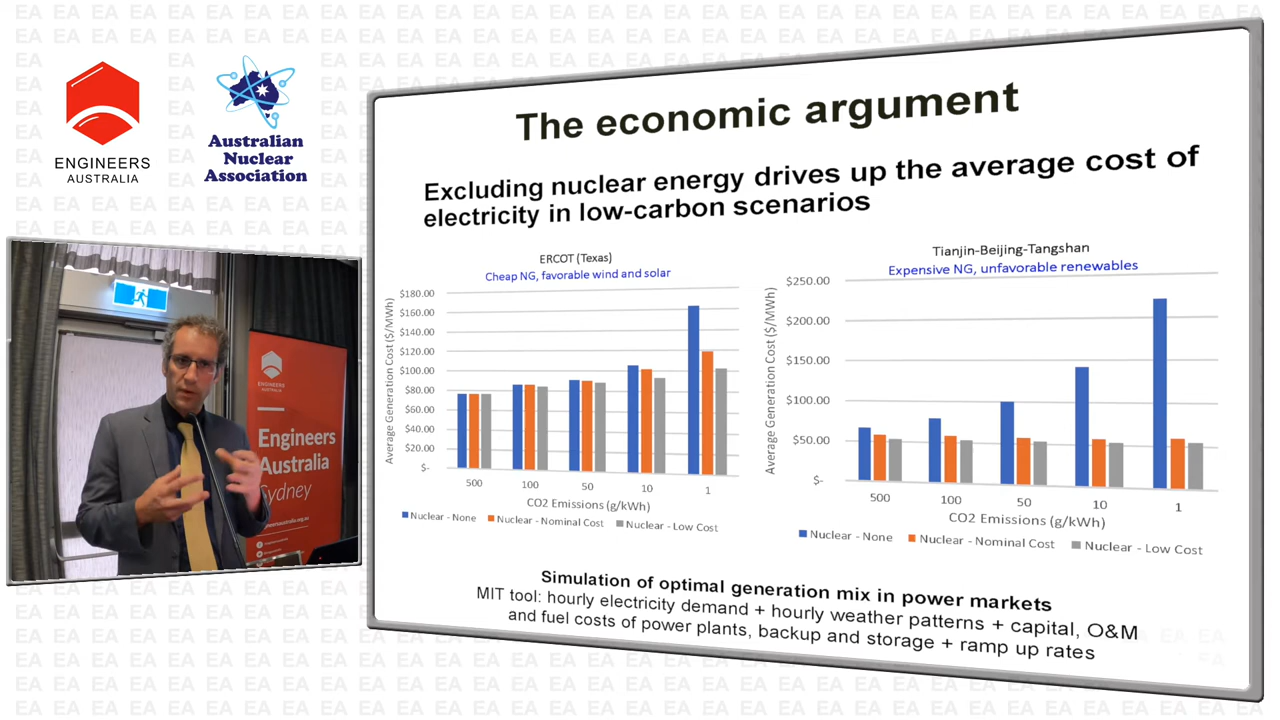 ENGINEERS
AUSTRALIA
Australian
Nuclear
Association
ENGINEERS
AUSTRALIA
Engineers
Australia
Sydney
The economic argument
Excluding nuclear energy drives up the average cost of
electricity in low-carbon scenarios
ERCOT (Texas)
Cheap NG, favorable wind and solar
Average Generation Cost ($/MWh)
$180.00
$160.00
$140.00
$120.00
$100.00
$80.00
$60.00
$40.00
$20.00
$-
500 100 50 10 1
CO2 Emissions (g/kWh)
Nuclear - None Nuclear - Nominal Cost Nuclear - Low Cost
Tianjin-Beijing-Tangshan
Expensive NG, unfavorable renewables
Average Generation Cost ($/MWh)
$250.00
$200.00
$150.00
$100.00
$50.00
$-
500 100 50 10 1
CO2 Emissions (g/kWh)
Nuclear - None Nuclear - Nominal Cost Nuclear - Low Cost
Simulation of optimal generation mix in power markets
MIT tool: hourly electricity demand + hourly weather patterns + capital, O&M
and fuel costs of power plants, backup and storage + ramp up rates